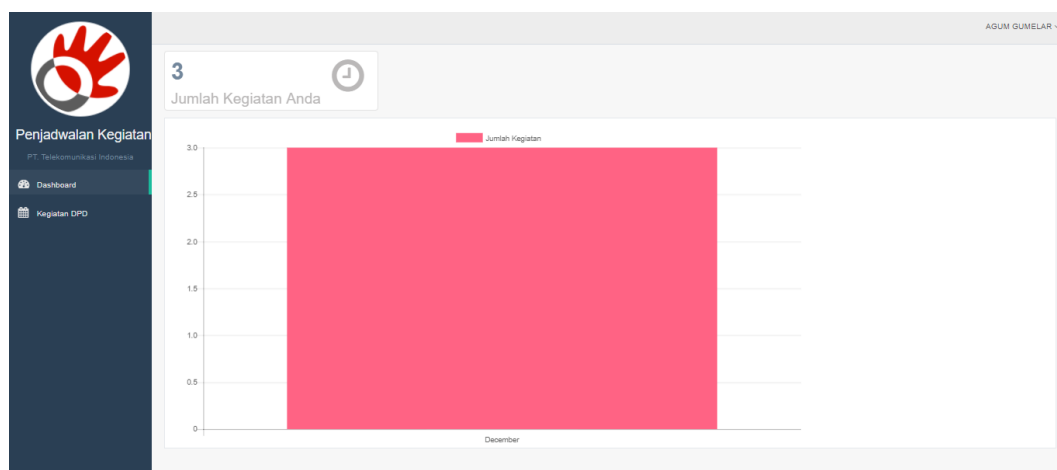 AGUM GUMELAR
3
Jumlah Kegiatan Anda
Penjadwalan Kegiatan
PT. Telekomunikasi Indonesia
Dashboard
Kegiatan DPD
Jumlah Kegiatan
3.0
2.5
2.0
1.5
1.0
0.5
0
December